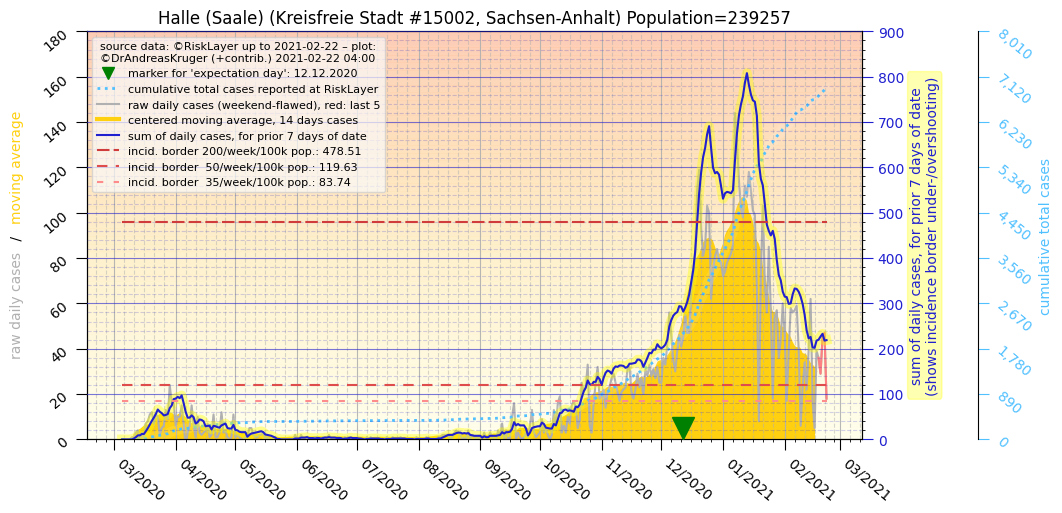 Halle (Saale) (Kreisfreie Stadt #15002, Sachsen-Anhalt) Population=239257
source data: ©RiskLayer up to 2021-02-22 – plot:
©DrAndreasKruger (+contrib.) 2021-02-22 04:00
marker for 'expectation day': 12.12.2020
cumulative total cases reported at RiskLayer
raw daily cases (weekend-flawed), red: last 5
centered moving average, 14 days cases
sum of daily cases, for prior 7 days of date
incid. border 200/week/100k pop.: 478.51
incid. border  50/week/100k pop.: 119.63
incid. border  35/week/100k pop.: 83.74
raw daily cases  /  moving average
180
160
140
120
100
80
60
40
20
0
03/2020
04/2020
05/2020
06/2020
07/2020
08/2020
09/2020
10/2020
11/2020
12/2020
01/2021
02/2021
03/2021
900
800
700
600
500
400
300
200
100
0
sum of daily cases, for prior 7 days of date
(shows incidence border under-/overshooting)
8,010
7,120
6,230
5,340
4,450
3,560
2,670
1,780
890
0
cumulative total cases